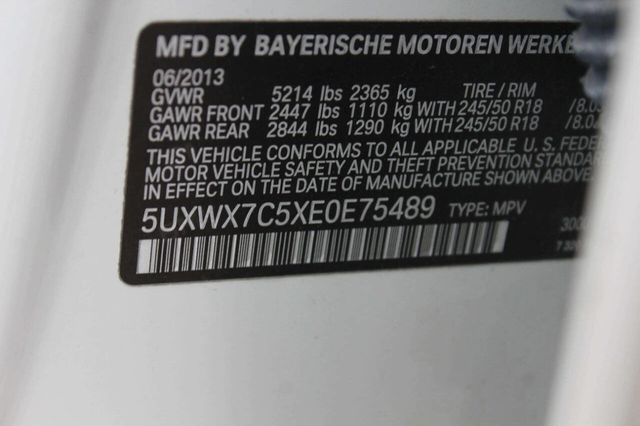 MFD BY BAYERISCHE MOTOREN
06/2013
GVWR 5214 lbs 2365 kg TIRE / RIM
GAWR FRONT 2447 lbs 1110 kg WITH 245/50 R18
GAWR REAR 2844 lbs 1290 kg WITH 245/50 R18
THIS VEHICLE CONFORMS TO ALL APPLICABLE U. S.
MOTOR VEHICLE SAFETY AND THEFT PREVENTION
IN EFFECT ON THE DATE OF MANUFACTURE SHOWN ABOVE.
5UXWX7C5XE0E75489 TYPE: MPV